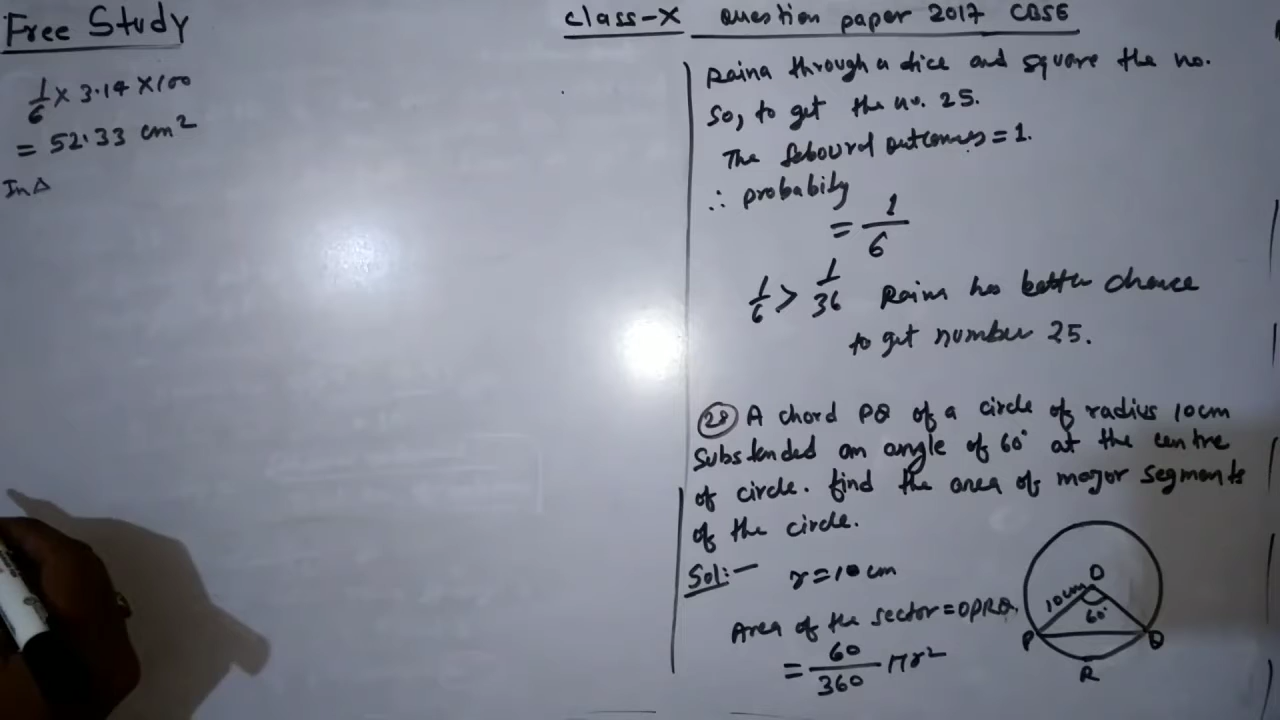 Free Study
Class-X Question paper 2017 CBSE
1/6 × 3.14 × 100
= 52.33 cm²
In Δ
Raina through a dice and square the no.
So, to get the no. 25.
The febourd outcomes = 1.
∴ probabily
= 1/6
1/6 > 1/36 Raina has better chance
to get number 25.
(28) A chord PQ of a circle of radius 10cm
Substended an angle of 60° at the centre
of circle. find the area of major segments
of the circle.
Sol:- r = 10 cm
Area of the sector = OPRQ.
= 60/360 πr²
O
10cm
60°
P
Q
R